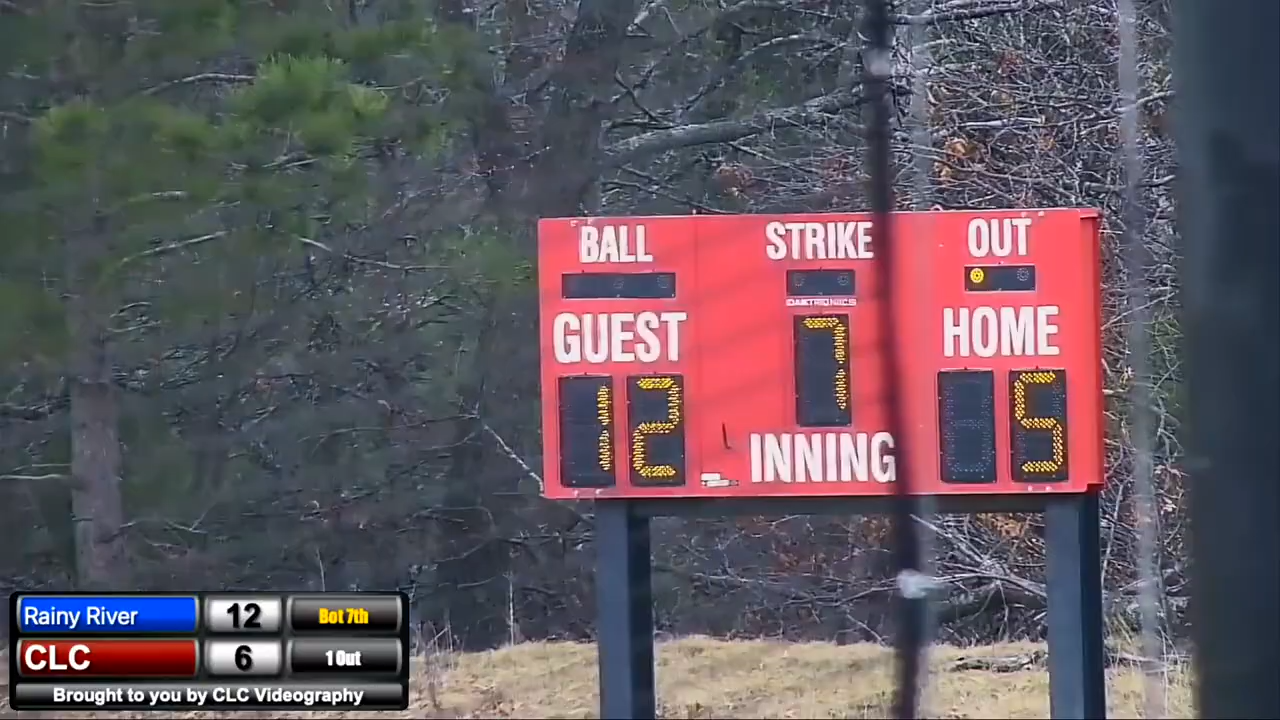 BALL STRIKE OUT
DAKTRONICS
GUEST 7 HOME
12 5
INNING
Rainy River 12 Bot 7th
CLC 6 1 Out
Brought to you by CLC Videography